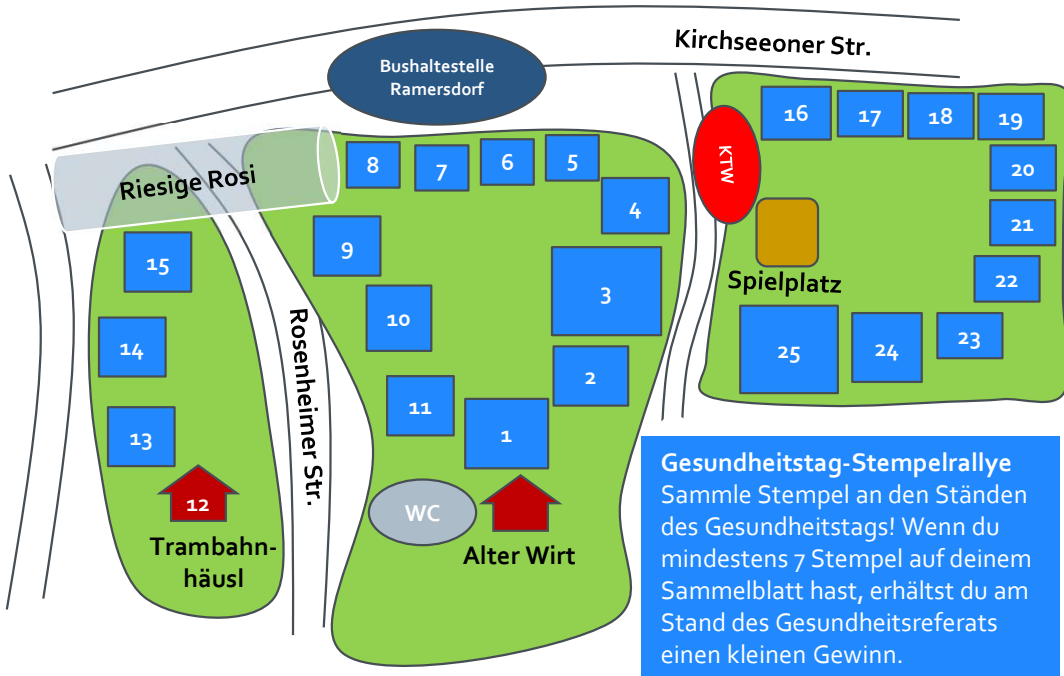 Kirchseeoner Str.
Bushaltestelle
Ramersdorf
Riesige Rosi
8
7
6
5
4
9
3
10
2
11
1
15
14
13
12
Trambahn-
häusl
Rosenheimer Str.
WC
Alter Wirt
KTW
16
17
18
19
20
21
22
23
24
25
Spielplatz
Gesundheitstag-Stempelrallye
Sammle Stempel an den Ständen
des Gesundheitstags! Wenn du
mindestens 7 Stempel auf deinem
Sammelblatt hast, erhältst du am
Stand des Gesundheitsreferats
einen kleinen Gewinn.